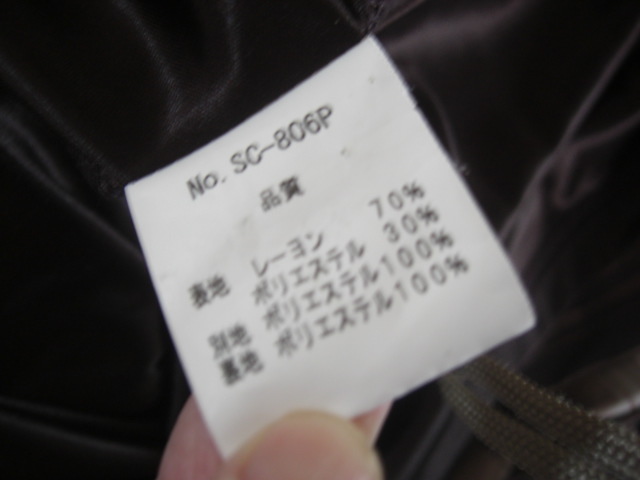 No. SC-806P
品質
表地 レーヨン 70%
ポリエステル 30%
別地 ポリエステル100%
裏地 ポリエステル100%